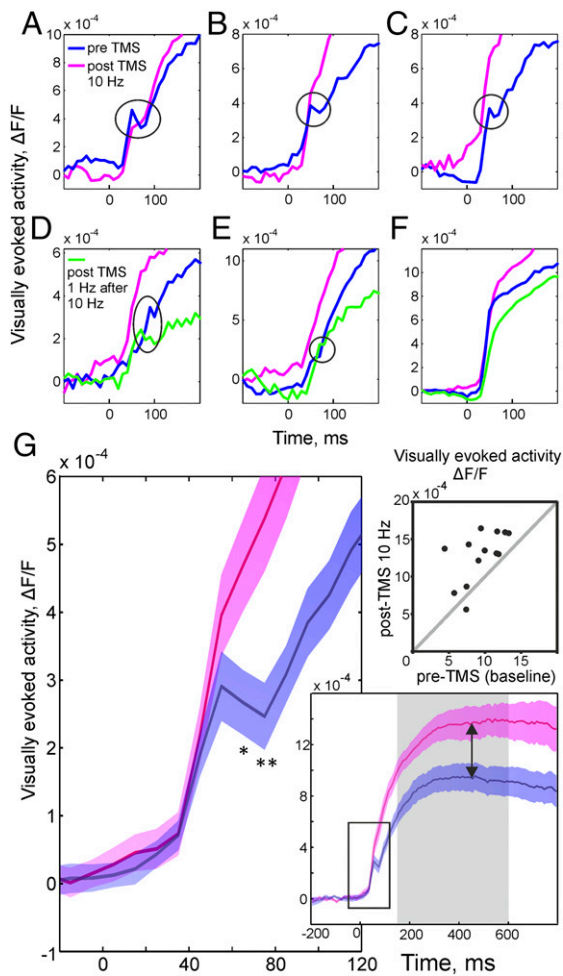 A B C
x 10⁻⁴ x 10⁻⁴ x 10⁻⁴
10 8 8
pre TMS
post TMS
10 Hz
8
6 6 6
4 4 4
2 2 2
0 0 0
0 100 0 100 0 100
Visually evoked activity, ΔF/F
D E F
x 10⁻⁴ x 10⁻⁴ x 10⁻⁴
6 10
post TMS
1 Hz after
10 Hz
10
8
4 5 6
2 4
2
0 0 0
0 100 0 100 0 100
Time, ms
G
x 10⁻⁴
6
5
4
3
2
1
0
-1
Visually evoked activity, ΔF/F
* **
0 40 80 120
Visually evoked activity
ΔF/F
20 x 10⁻⁴
15
10
5
post-TMS 10 Hz
0 5 10 15
pre-TMS (baseline)
x 10⁻⁴
12
8
4
0
-200 0 200 400 600
Time, ms